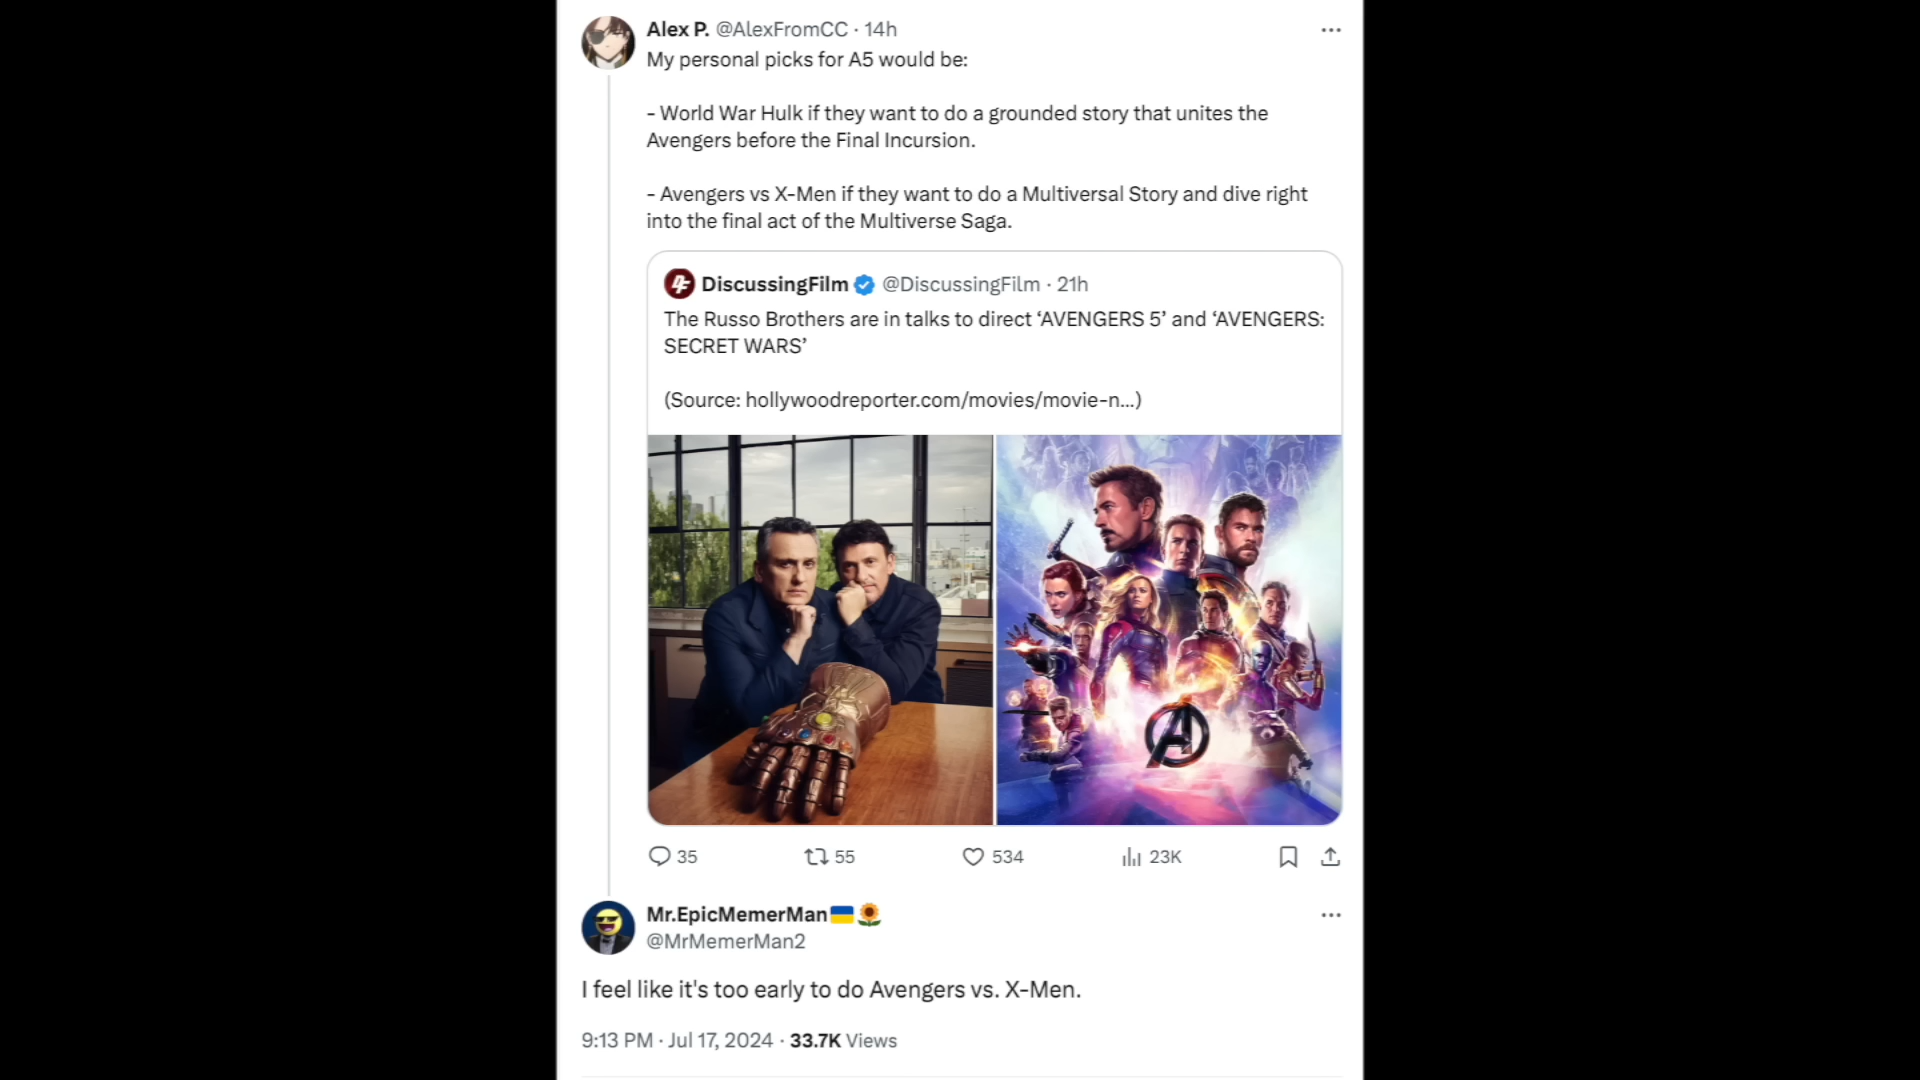 Alex P. @AlexFromCC · 14h
My personal picks for A5 would be:
- World War Hulk if they want to do a grounded story that unites the
Avengers before the Final Incursion.
- Avengers vs X-Men if they want to do a Multiversal Story and dive right
into the final act of the Multiverse Saga.
DiscussingFilm @DiscussingFilm · 21h
The Russo Brothers are in talks to direct ‘AVENGERS 5’ and ‘AVENGERS:
SECRET WARS’
(Source: hollywoodreporter.com/movies/movie-n...)
35 55 534 23K
Mr.EpicMemerMan🇺🇦🌻
@MrMemerMan2
I feel like it's too early to do Avengers vs. X-Men.
9:13 PM · Jul 17, 2024 · 33.7K Views